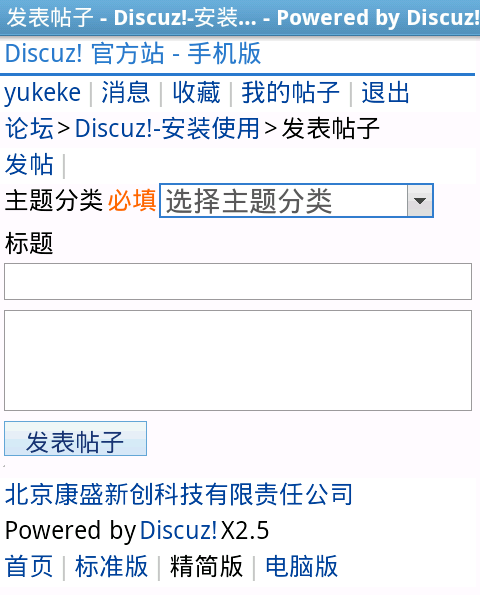 发表帖子 - Discuz!-安装... - Powered by Discuz!
Discuz! 官方站 - 手机版
yukeke | 消息 | 收藏 | 我的帖子 | 退出
论坛>Discuz!-安装使用>发表帖子
发帖 |
主题分类 必填 选择主题分类
标题
发表帖子
北京康盛新创科技有限责任公司
Powered by Discuz! X2.5
首页 | 标准版 | 精简版 | 电脑版